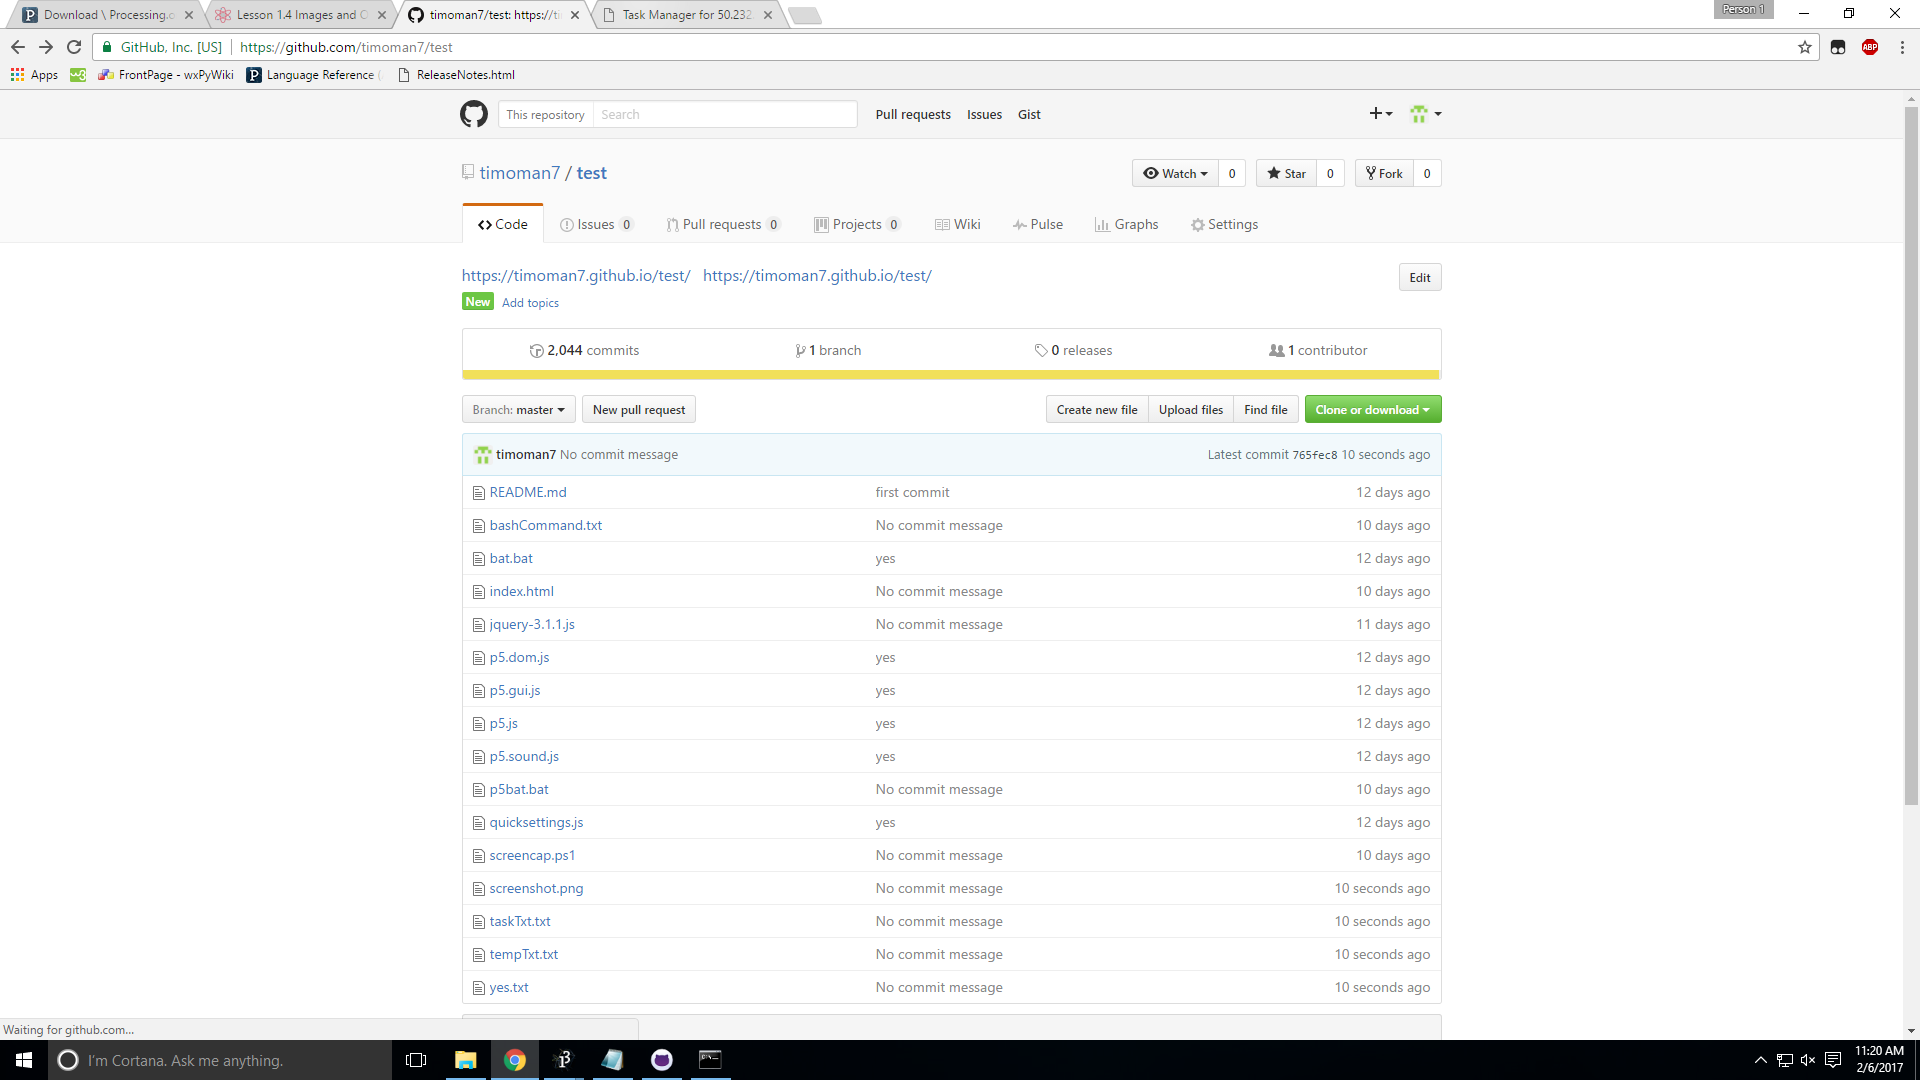 Download \ Processing.o
Lesson 1.4 Images and O
timoman7/test: https://ti
Task Manager for 50.232.
Person 1
GitHub, Inc. [US]
https://github.com/timoman7/test
ABP
Apps
FrontPage - wxPyWiki
Language Reference (
ReleaseNotes.html
This repository
Search
Pull requests
Issues
Gist
timoman7 / test
Watch 0
Star 0
Fork 0
Code
Issues 0
Pull requests 0
Projects 0
Wiki
Pulse
Graphs
Settings
https://timoman7.github.io/test/ https://timoman7.github.io/test/
Edit
New Add topics
2,044 commits
1 branch
0 releases
1 contributor
Branch: master
New pull request
Create new file
Upload files
Find file
Clone or download
timoman7 No commit message
Latest commit 765fec8 10 seconds ago
README.md first commit 12 days ago
bashCommand.txt No commit message 10 days ago
bat.bat yes 12 days ago
index.html No commit message 10 days ago
jquery-3.1.1.js No commit message 11 days ago
p5.dom.js yes 12 days ago
p5.gui.js yes 12 days ago
p5.js yes 12 days ago
p5.sound.js yes 12 days ago
p5bat.bat No commit message 10 days ago
quicksettings.js yes 12 days ago
screencap.ps1 No commit message 10 days ago
screenshot.png No commit message 10 seconds ago
taskTxt.txt No commit message 10 seconds ago
tempTxt.txt No commit message 10 seconds ago
yes.txt No commit message 10 seconds ago
Waiting for github.com...
I'm Cortana. Ask me anything.
11:20 AM
2/6/2017